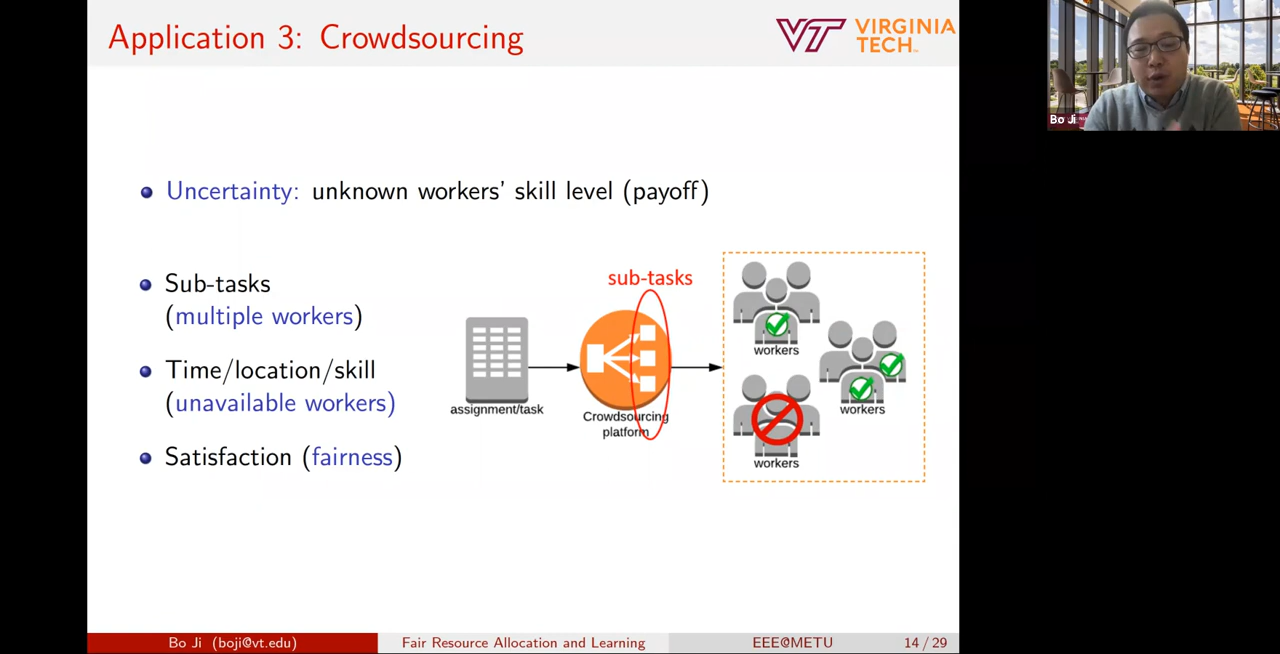 Application 3: Crowdsourcing
VIRGINIA
TECH
Bo Ji
Uncertainty: unknown workers' skill level (payoff)
Sub-tasks
(multiple workers)
Time/location/skill
(unavailable workers)
Satisfaction (fairness)
sub-tasks
assignment/task
Crowdsourcing
platform
workers
workers
workers
Bo Ji (boji@vt.edu)
Fair Resource Allocation and Learning
EEE@METU
14 / 29